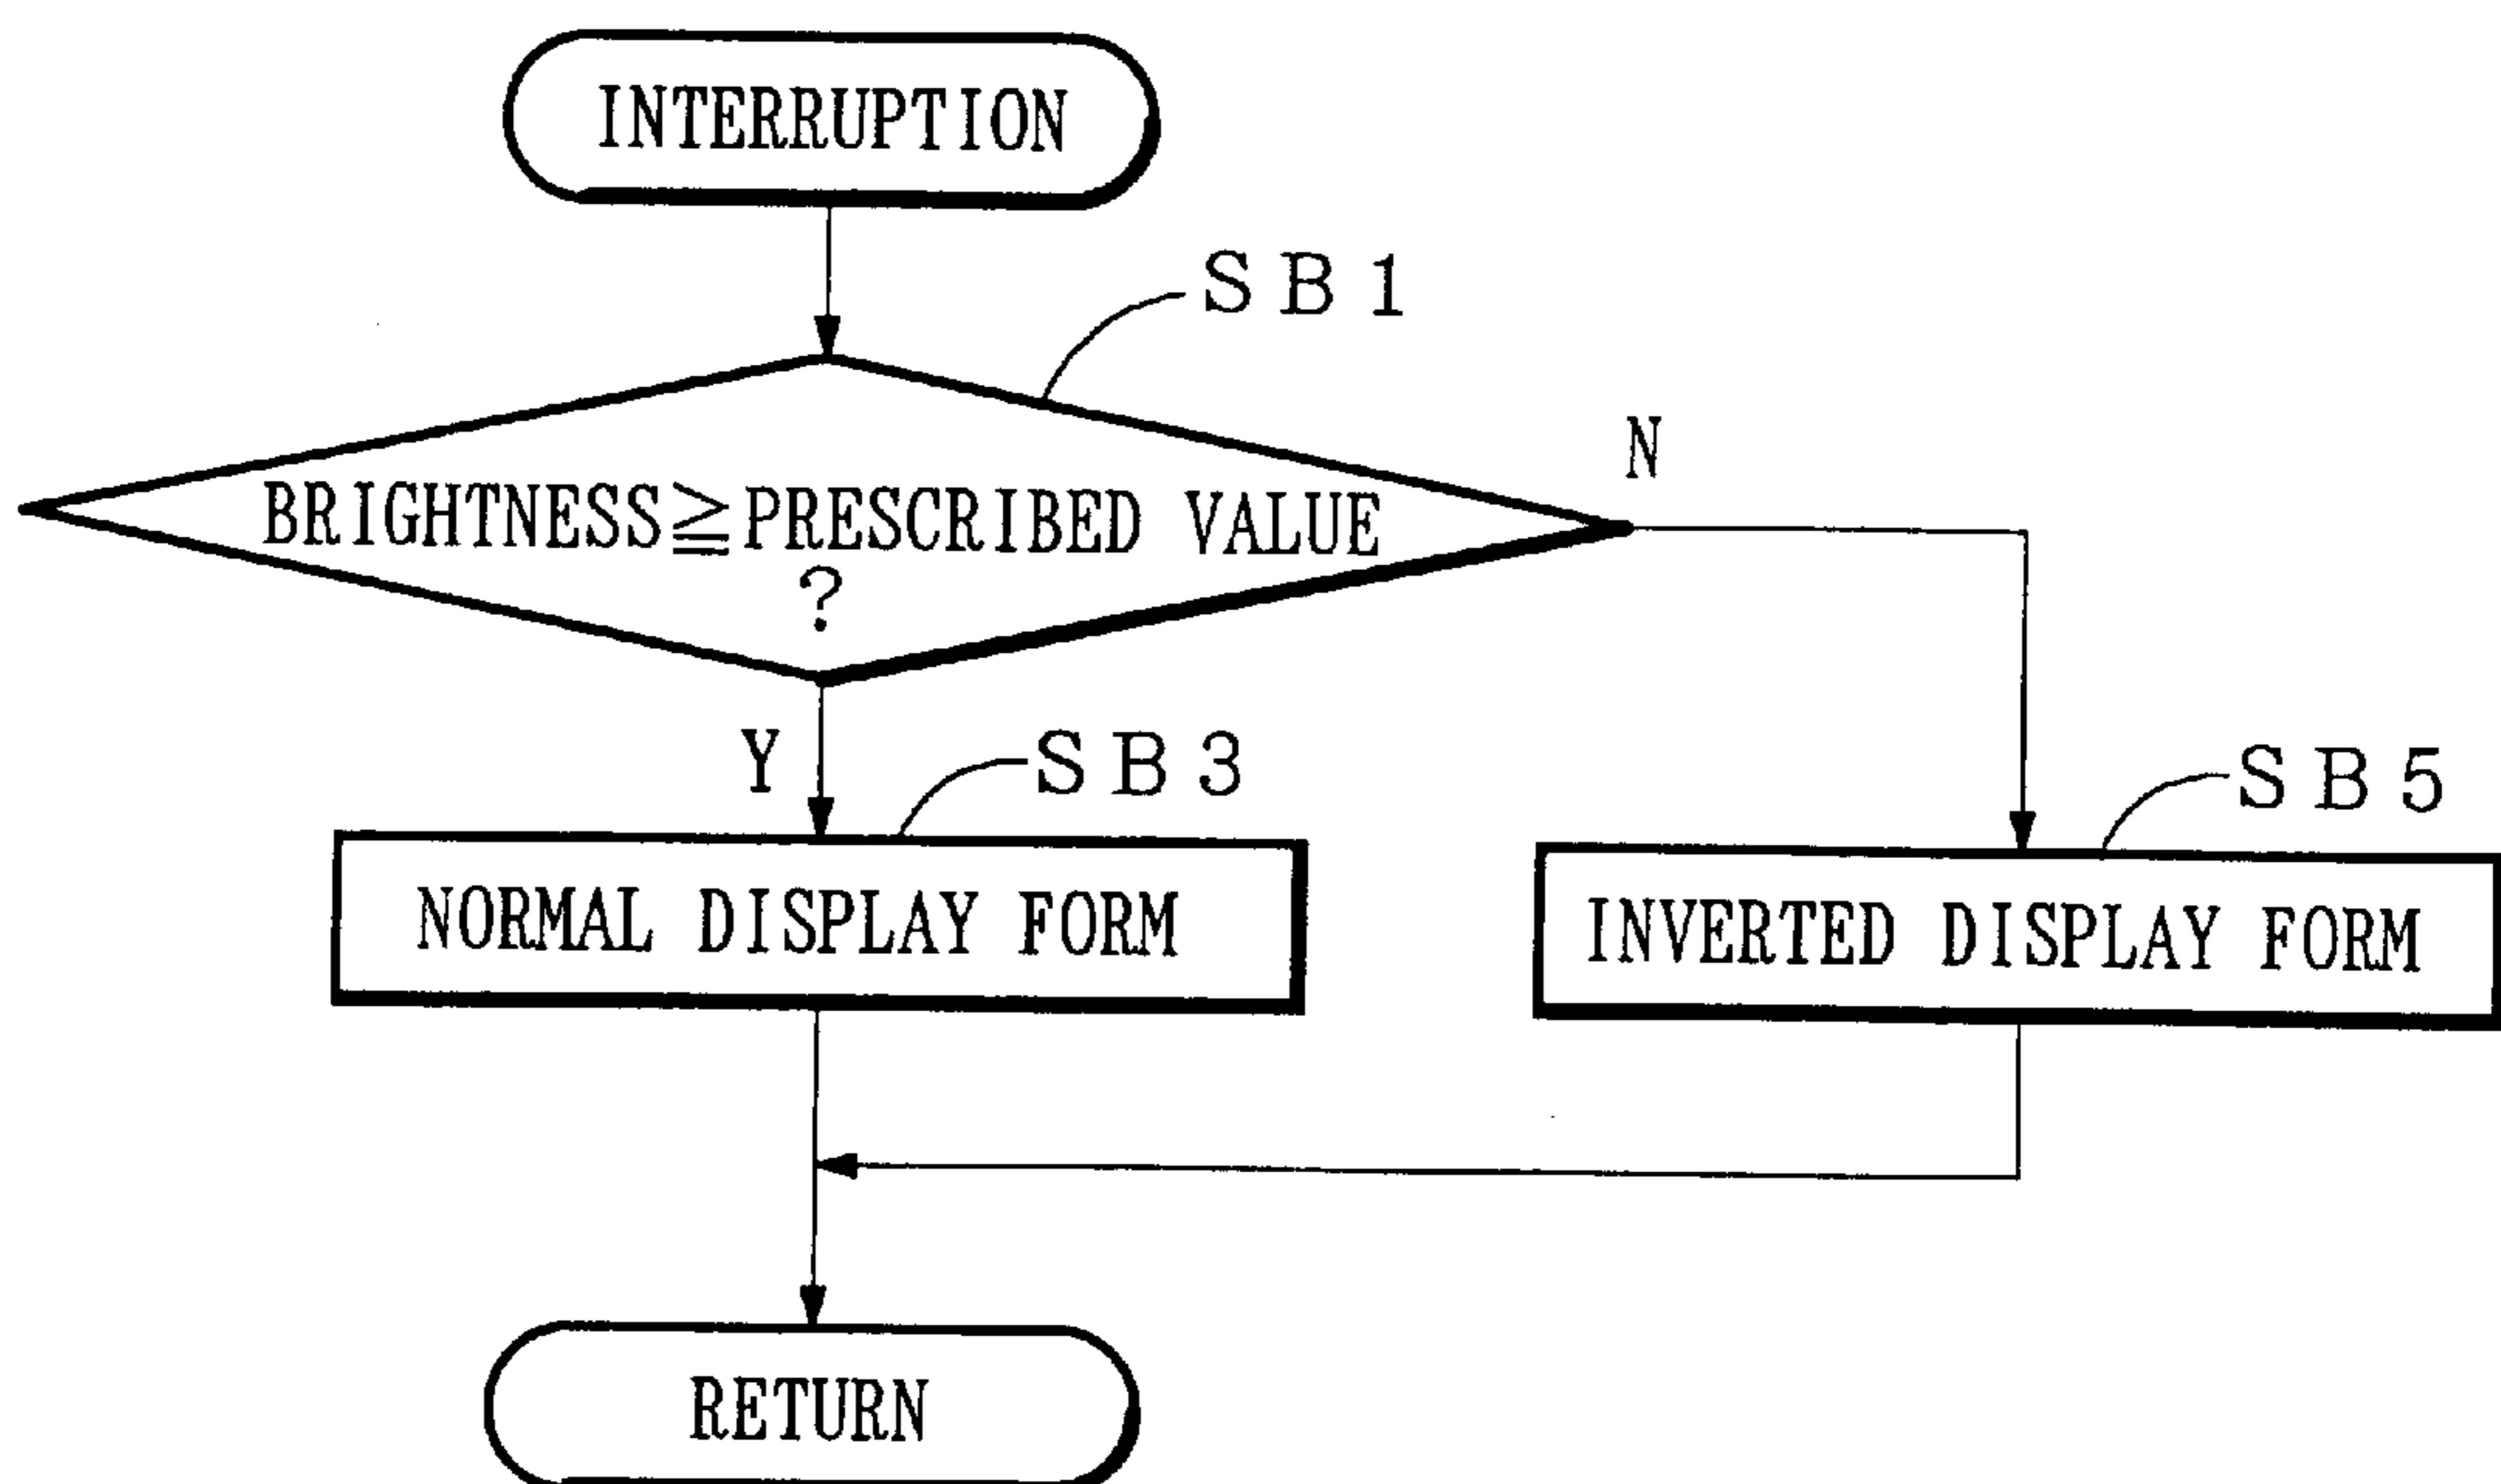 INTERRUPTION
SB1
N
BRIGHTNESS≧PRESCRIBED VALUE
?
Y
SB3
SB5
NORMAL DISPLAY FORM
INVERTED DISPLAY FORM
RETURN